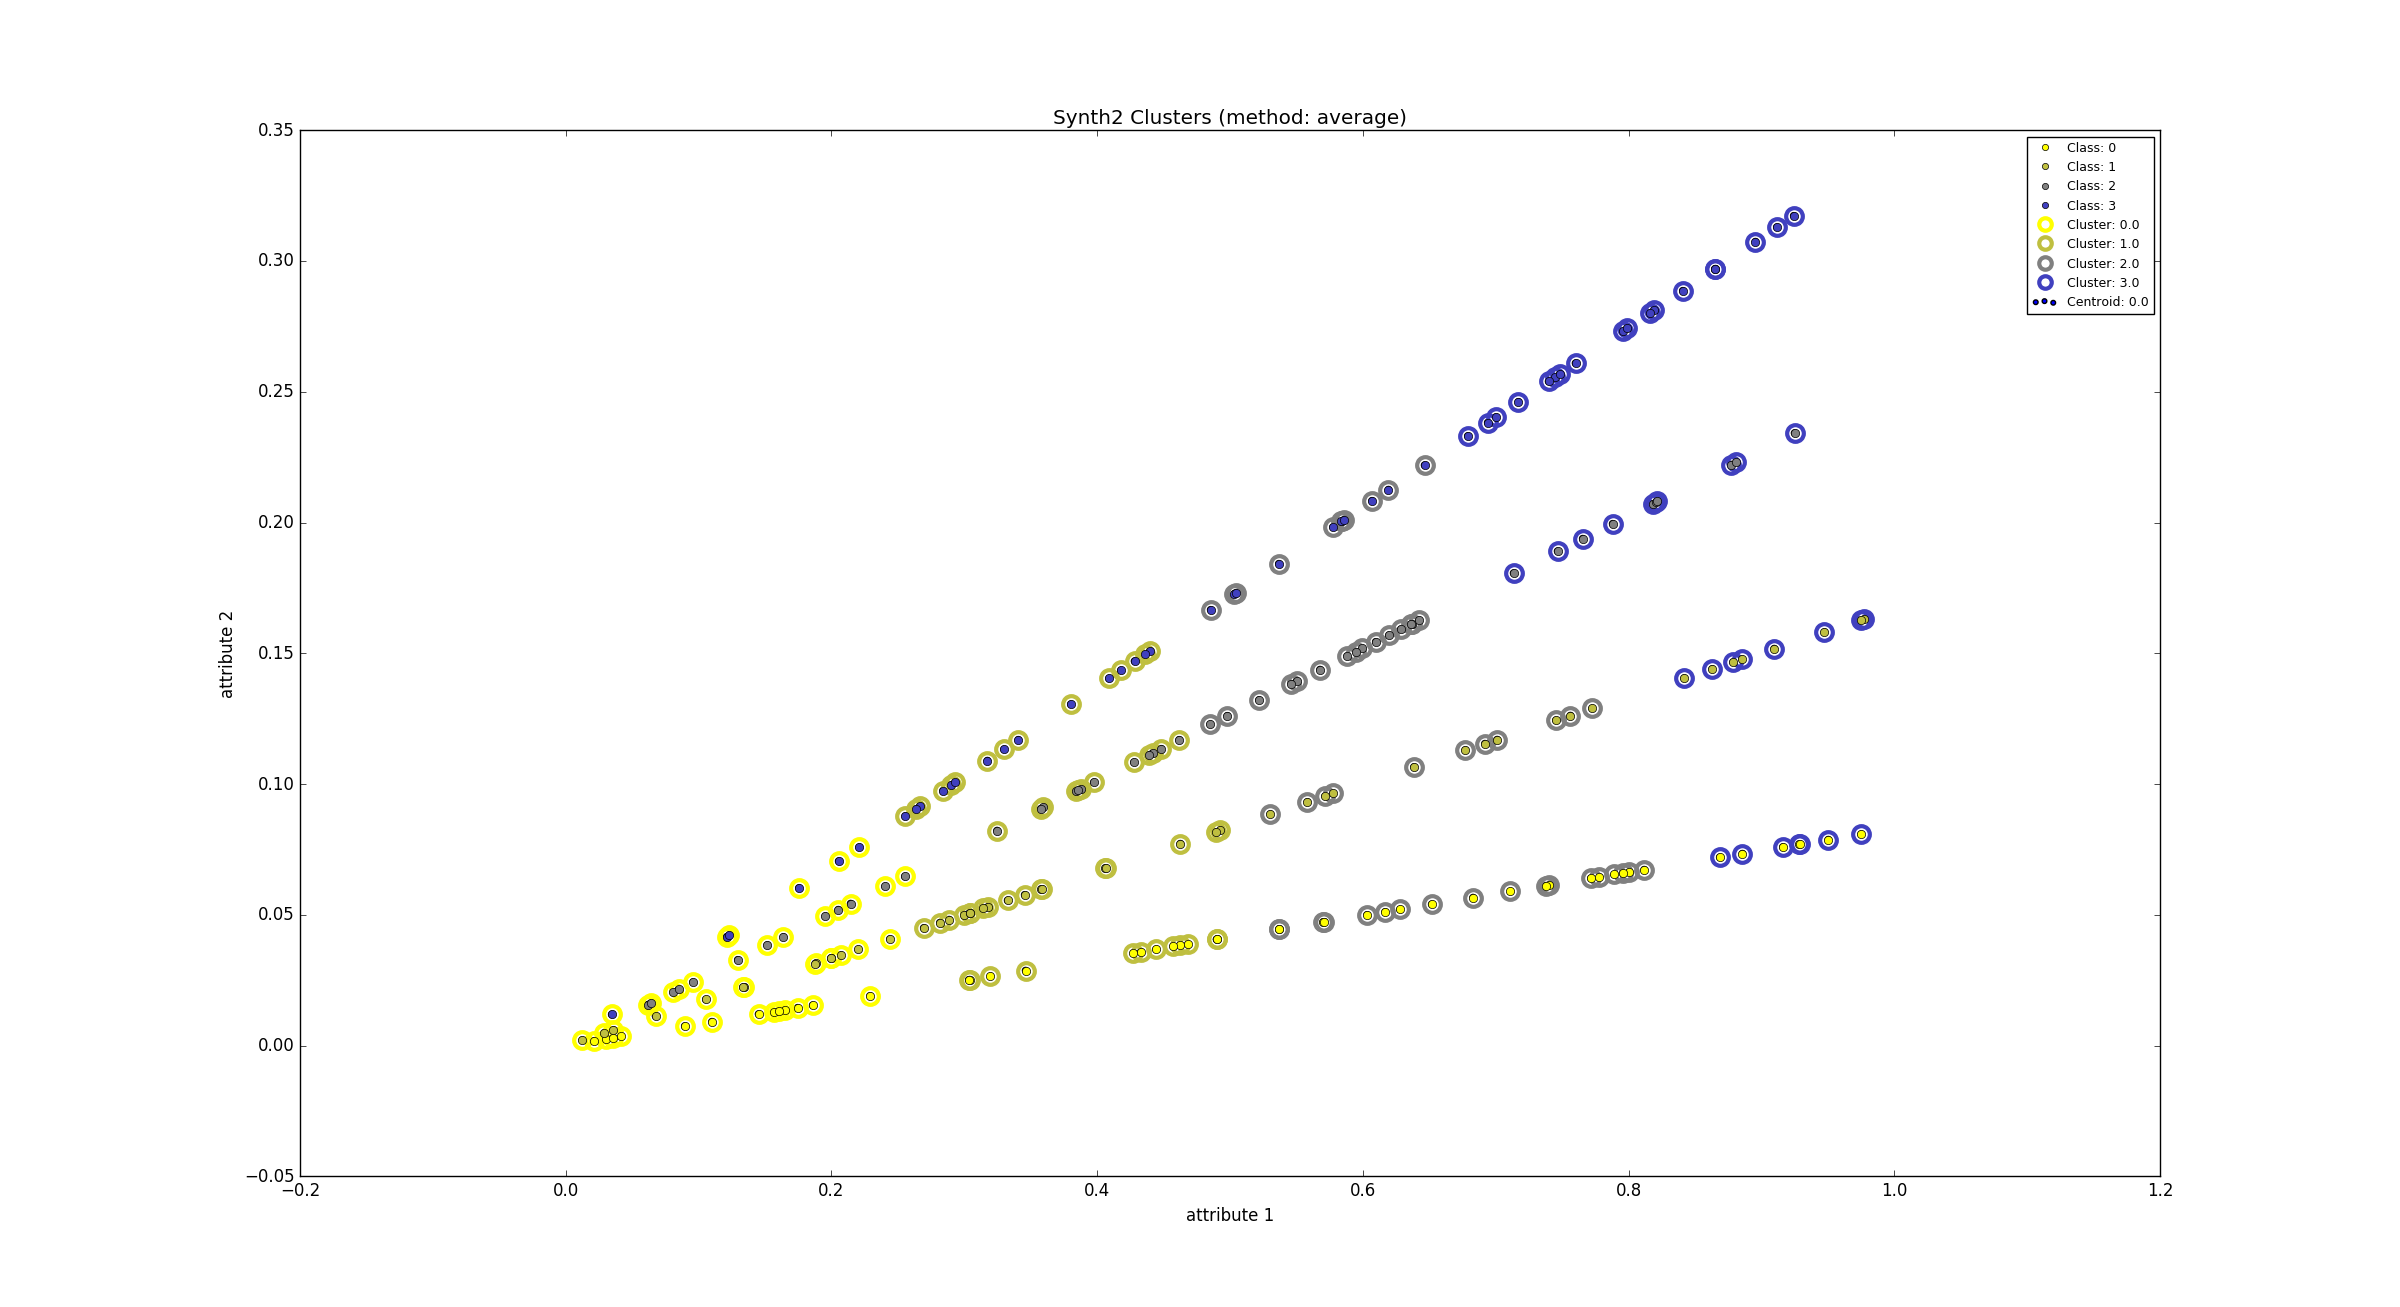 Synth2 Clusters (method: average)
0.35
0.30
0.25
0.20
0.15
0.10
0.05
0.00
−0.05
attribute 2
−0.2
0.0
0.2
0.4
0.6
0.8
1.0
1.2
attribute 1
Class: 0
Class: 1
Class: 2
Class: 3
Cluster: 0.0
Cluster: 1.0
Cluster: 2.0
Cluster: 3.0
Centroid: 0.0